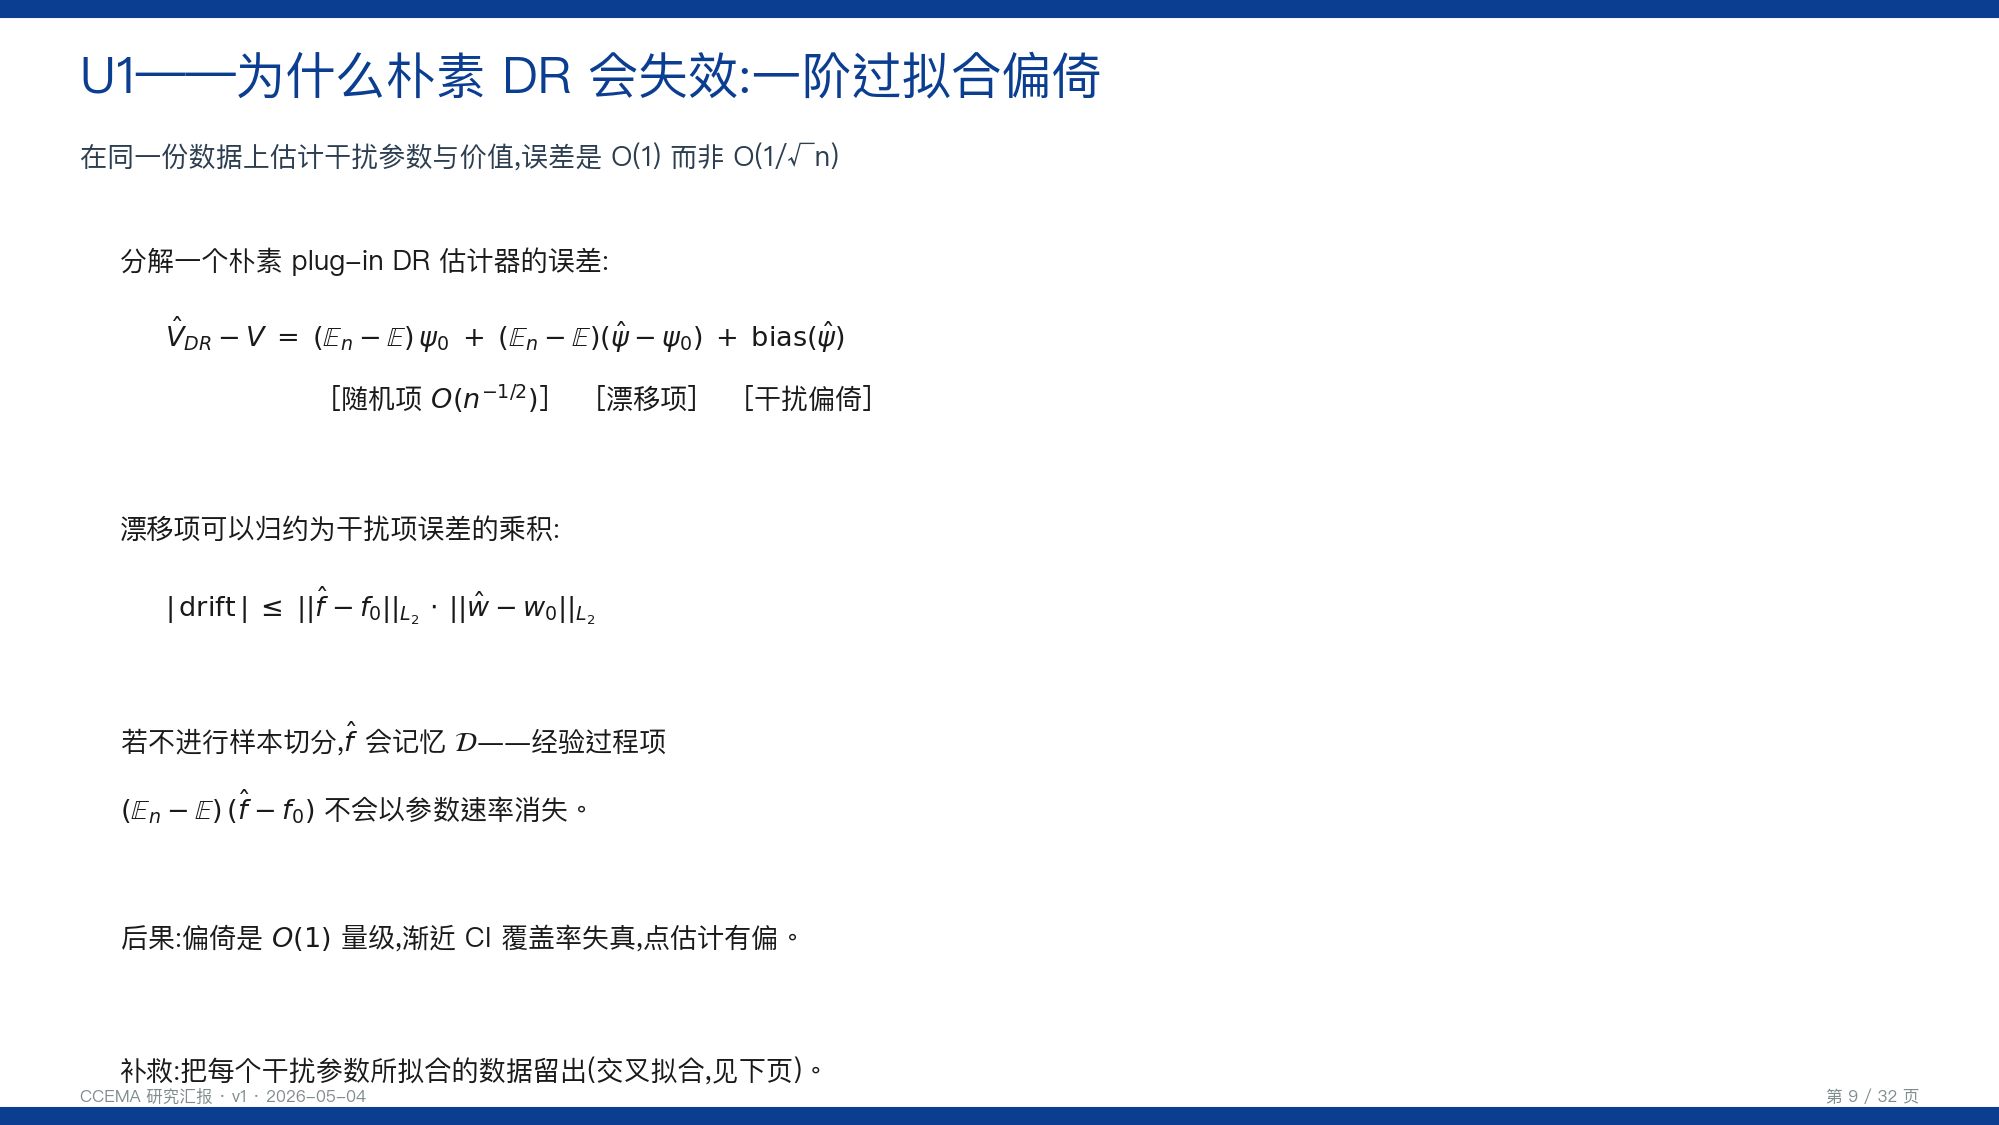 U1——为什么朴素 DR 会失效:一阶过拟合偏倚
在同一份数据上估计干扰参数与价值,误差是 O(1) 而非 O(1/√n)
分解一个朴素 plug-in DR 估计器的误差:
V̂_DR − V = (𝔼_n − 𝔼) ψ_0 + (𝔼_n − 𝔼)(ψ̂ − ψ_0) + bias(ψ̂)
[随机项 O(n^{−1/2})] [漂移项] [干扰偏倚]
漂移项可以归约为干扰项误差的乘积:
|drift| ≤ ||f̂ − f_0||_{L_2} · ||ŵ − w_0||_{L_2}
若不进行样本切分,f̂ 会记忆 𝒟——经验过程项
(𝔼_n − 𝔼) (f̂ − f_0) 不会以参数速率消失。
后果:偏倚是 O(1) 量级,渐近 CI 覆盖率失真,点估计有偏。
补救:把每个干扰参数所拟合的数据留出(交叉拟合,见下页)。
CCEMA 研究汇报 · v1 · 2026-05-04
第 9 / 32 页